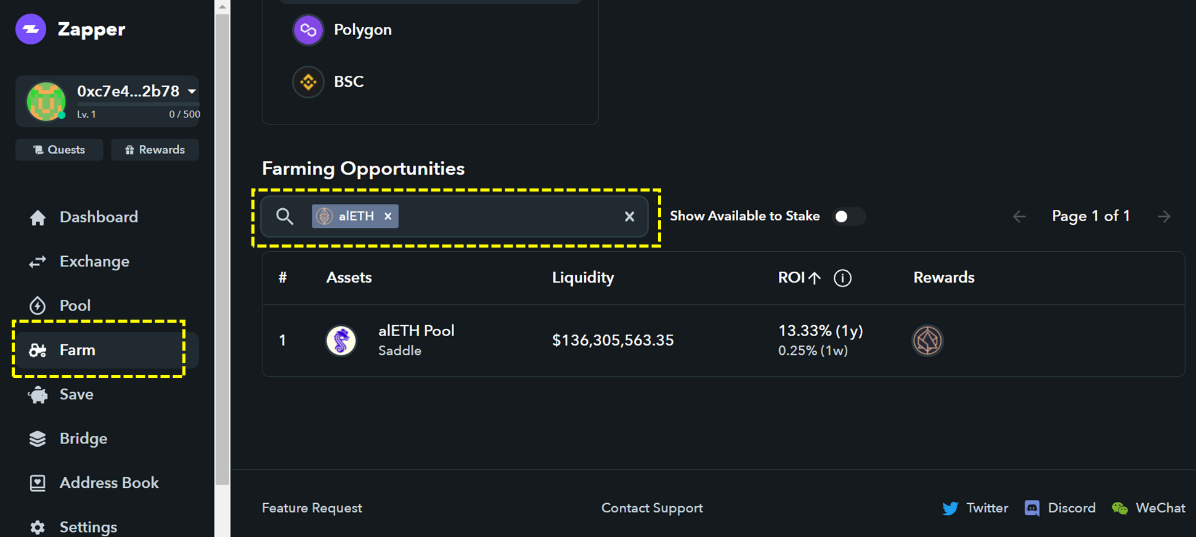 Zapper
0xc7e4...2b78
Lv. 1 0 / 500
Quests Rewards
Dashboard
Exchange
Pool
Farm
Save
Bridge
Address Book
Settings
Polygon
BSC
Farming Opportunities
alETH × ×
Show Available to Stake
← Page 1 of 1 →
# Assets Liquidity ROI↑ i Rewards
1 alETH Pool $136,305,563.35 13.33% (1y)
Saddle 0.25% (1w)
Feature Request Contact Support Twitter Discord WeChat